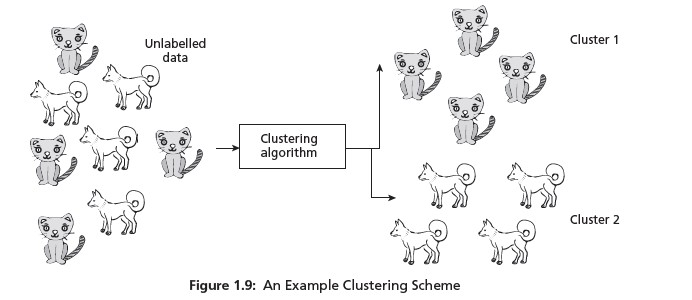 Unlabelled
data
Clustering
algorithm
Cluster 1
Cluster 2
Figure 1.9: An Example Clustering Scheme